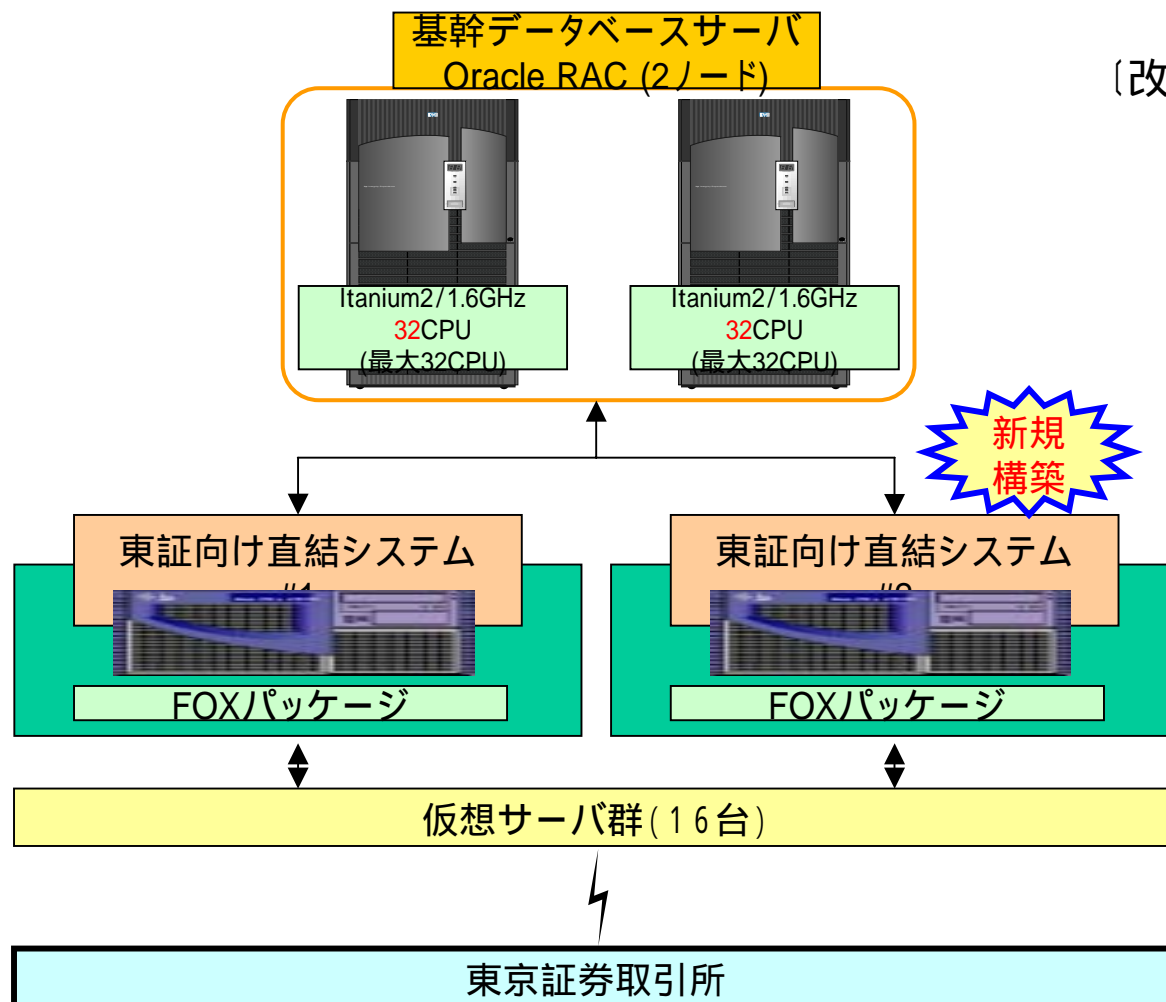 基幹データベースサーバ
Oracle RAC (2ノード)
〔改
Itanium2/1.6GHz
32CPU
(最大32CPU)
Itanium2/1.6GHz
32CPU
(最大32CPU)
新規
構築
東証向け直結システム
#1
東証向け直結システム
#2
FOXパッケージ
FOXパッケージ
仮想サーバ群(16台)
東京証券取引所